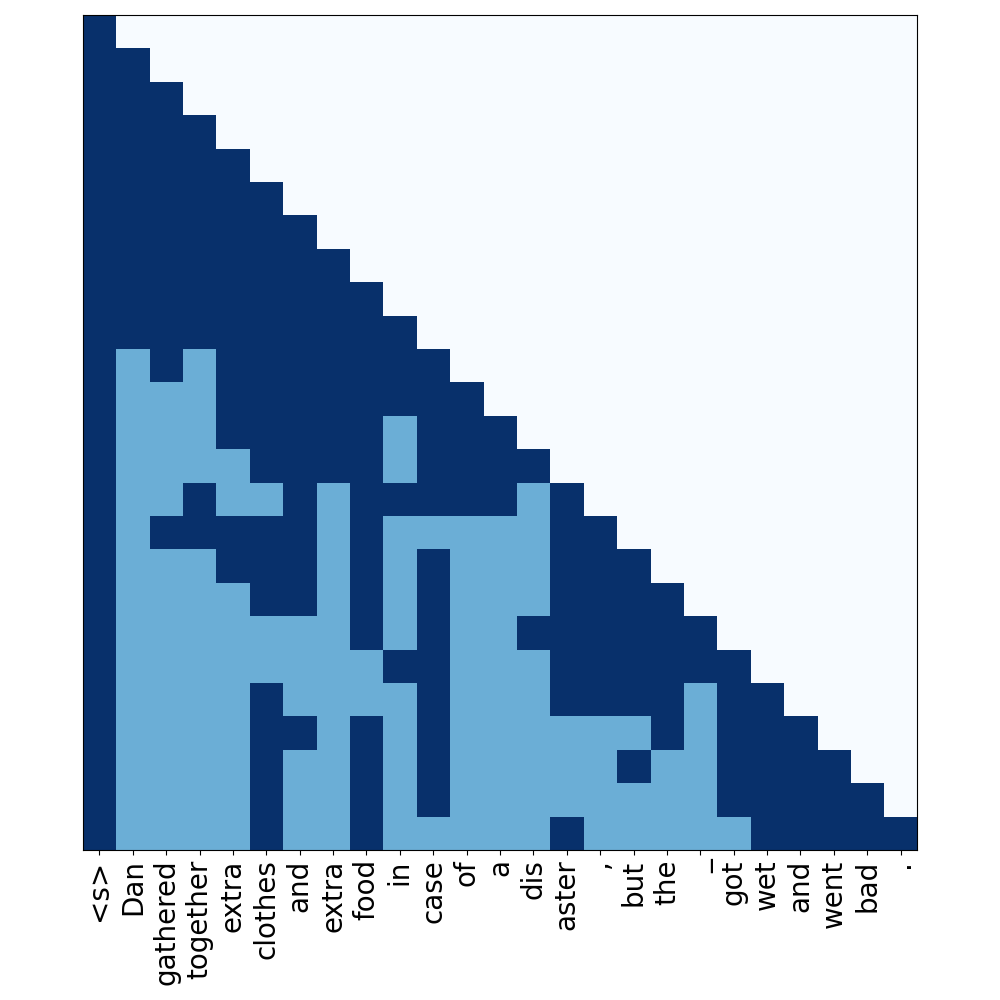 <s>
Dan
gathered
together
extra
clothes
and
extra
food
in
case
of
a
dis
aster
,
but
the
_
got
wet
and
went
bad
.